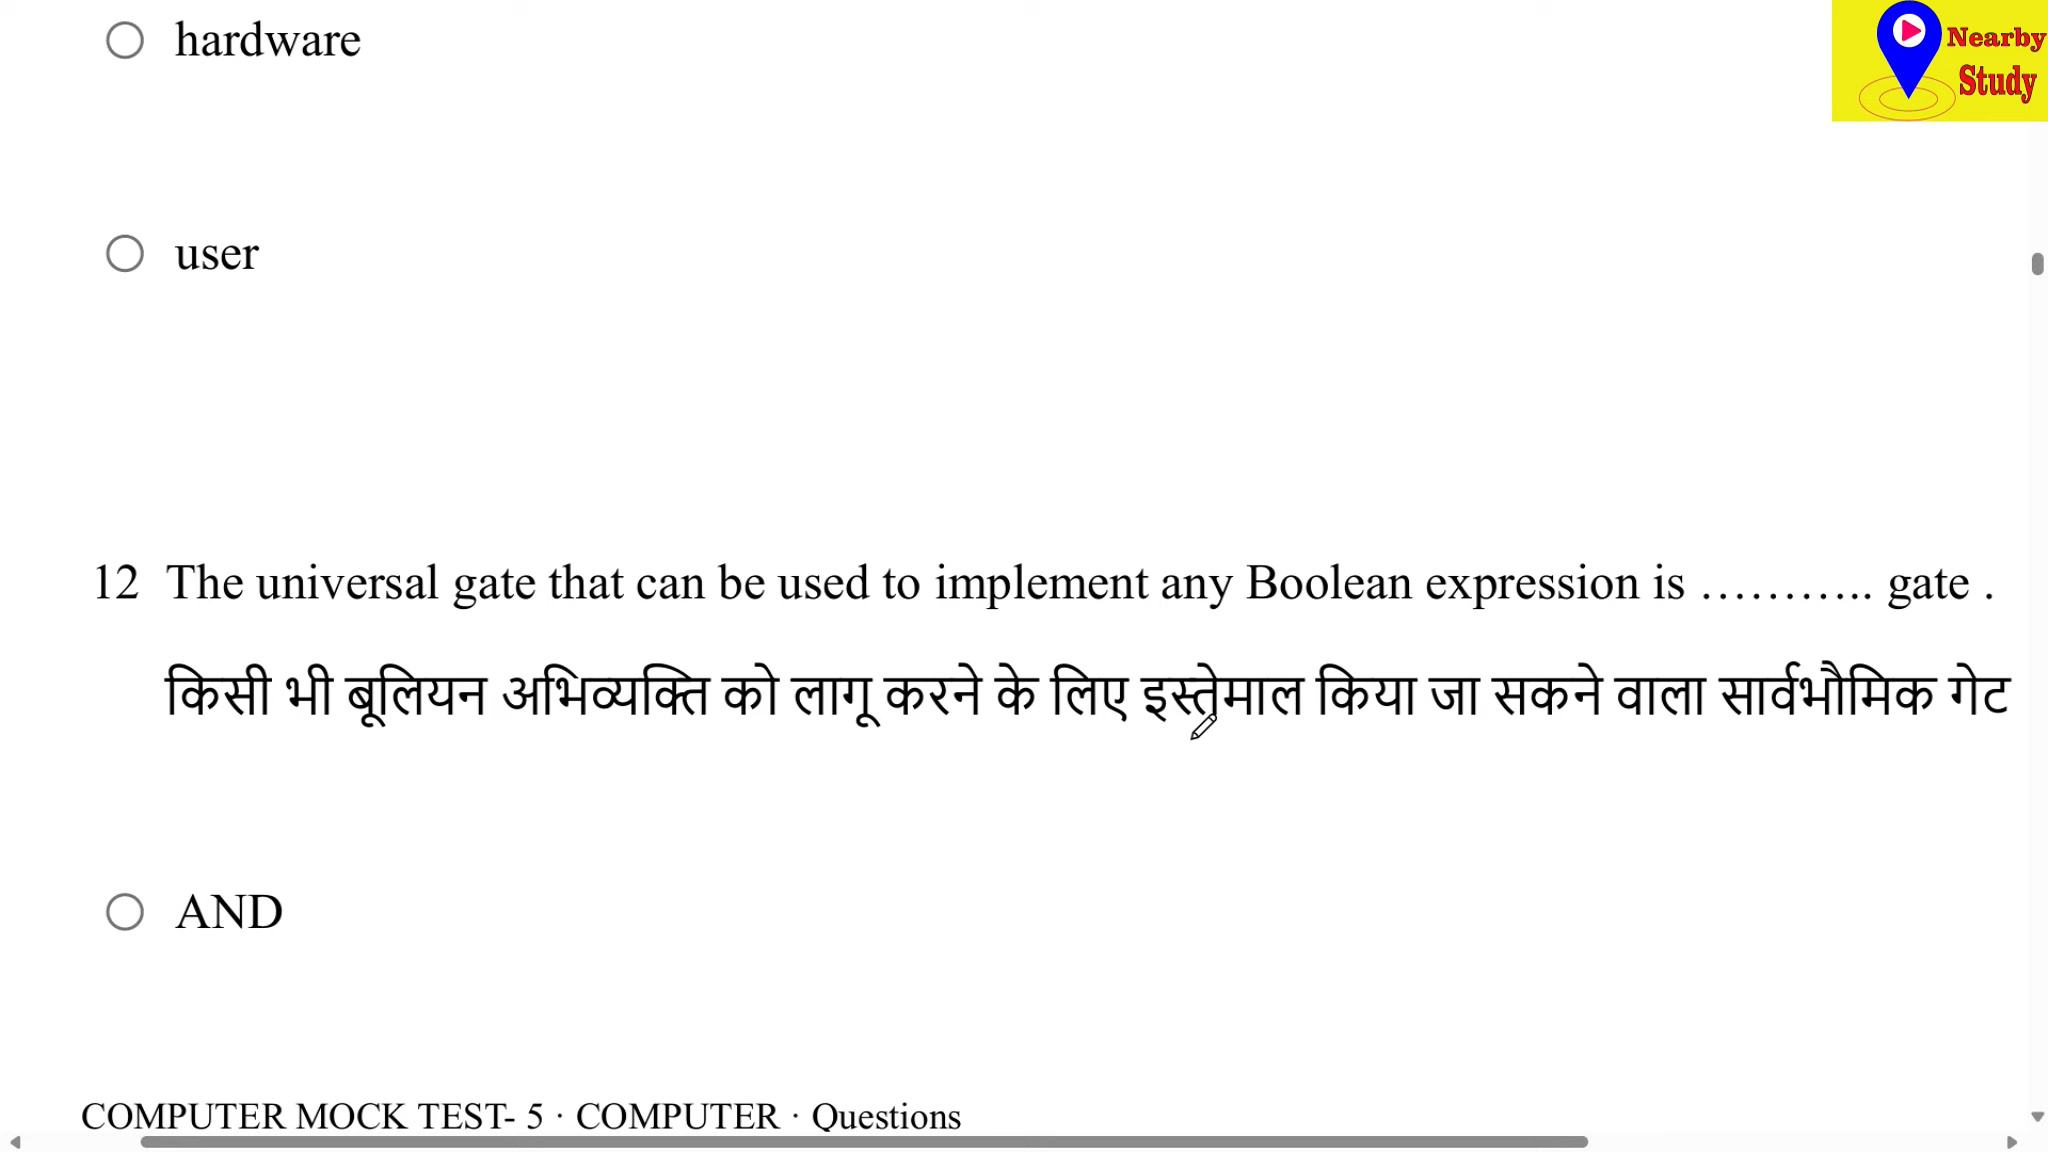 hardware
Nearby
Study
user
12 The universal gate that can be used to implement any Boolean expression is ……….. gate .
किसी भी बूलियन अभिव्यक्ति को लागू करने के लिए इस्तेमाल किया जा सकने वाला सार्वभौमिक गेट
AND
COMPUTER MOCK TEST- 5 · COMPUTER · Questions